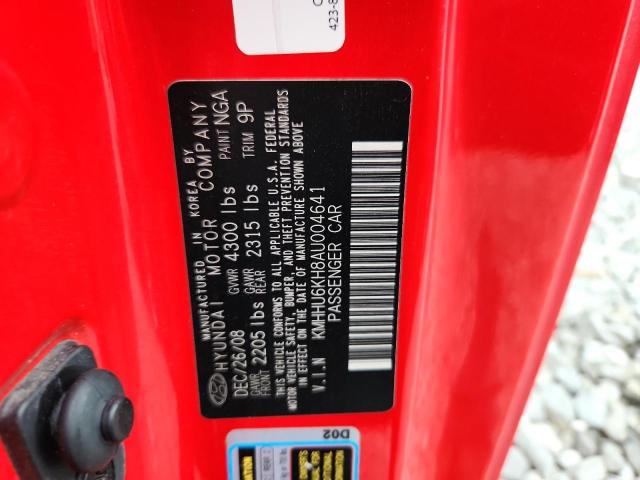 MANUFACTURED IN KOREA BY
HYUNDAI MOTOR COMPANY
DEC/26/08 GVWR 4300 lbs PAINT NGA
GAWR FRONT 2205 lbs GAWR REAR 2315 lbs TRIM 9P
THIS VEHICLE CONFORMS TO ALL APPLICABLE U.S.A. FEDERAL
MOTOR VEHICLE SAFETY, BUMPER, AND THEFT PREVENTION STANDARDS
IN EFFECT ON THE DATE OF MANUFACTURE SHOWN ABOVE
V.I.N KMHHU6KH8AU004641
PASSENGER CAR
D02